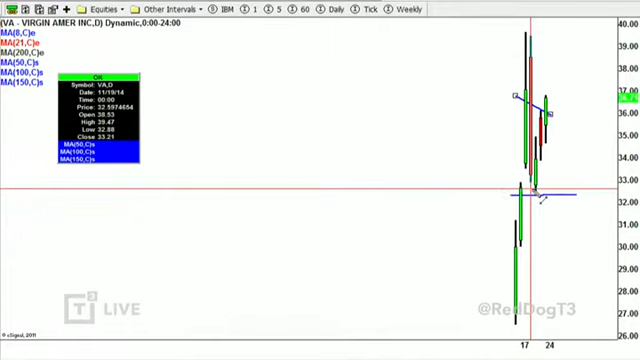 Equities Other Intervals IBM 1 5 60 Daily Tick Weekly
(VA - VIRGIN AMER INC,D) Dynamic,0:00-24:00
MA(8,C)e
MA(21,C)e
MA(200,C)e
MA(50,C)s
MA(100,C)s
MA(150,C)s
OK
Symbol: VA,D
Date: 11/19/14
Time: 00:00
Price: 32.5974654
Open 38.53
High 39.47
Low 32.88
Close 33.21
MA(50,C)s
MA(100,C)s
MA(150,C)s
40.00
39.00
38.00
37.00
36.00
35.00
34.00
33.00
32.00
31.00
30.00
29.00
28.00
27.00
26.00
T3 LIVE
@RedDogT3
© eSignal, 2011
17 24